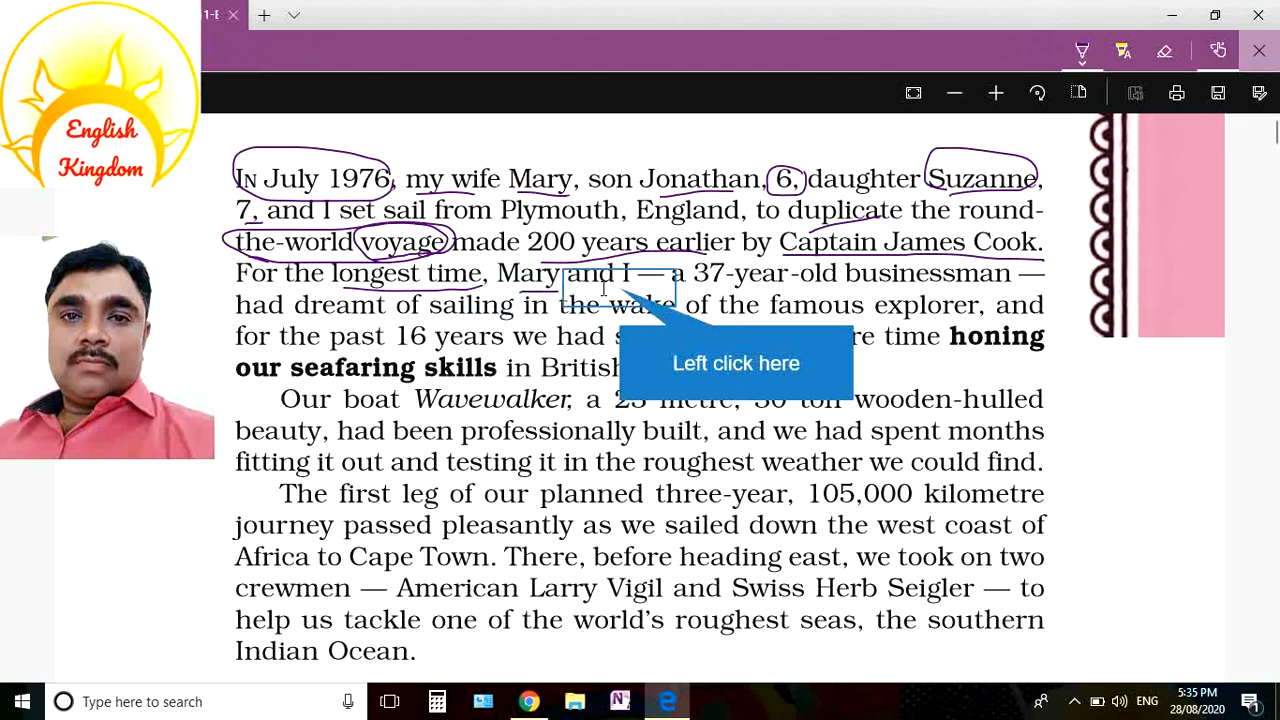 1-E
English
Kingdom
IN July 1976, my wife Mary, son Jonathan, 6, daughter Suzanne,
7, and I set sail from Plymouth, England, to duplicate the round-
the-world voyage made 200 years earlier by Captain James Cook.
For the longest time, Mary and I — a 37-year-old businessman —
had dreamt of sailing in the wake of the famous explorer, and
for the past 16 years we had re time honing
our seafaring skills in British
Left click here
Our boat Wavewalker, a 23 metre, 30 ton wooden-hulled
beauty, had been professionally built, and we had spent months
fitting it out and testing it in the roughest weather we could find.
The first leg of our planned three-year, 105,000 kilometre
journey passed pleasantly as we sailed down the west coast of
Africa to Cape Town. There, before heading east, we took on two
crewmen — American Larry Vigil and Swiss Herb Seigler — to
help us tackle one of the world's roughest seas, the southern
Indian Ocean.
Type here to search
ENG
5:35 PM
28/08/2020